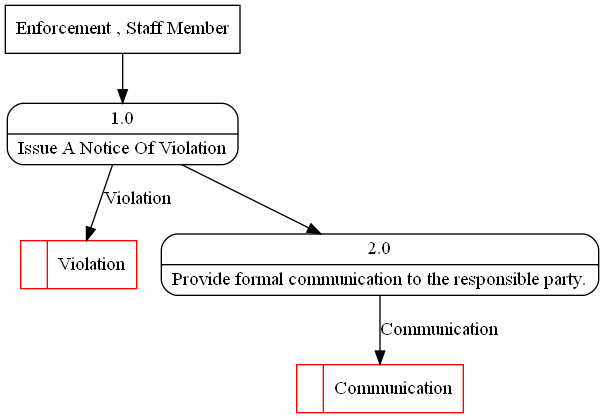 Enforcement , Staff Member
1.0
Issue A Notice Of Violation
Violation
Violation
2.0
Provide formal communication to the responsible party.
Communication
Communication